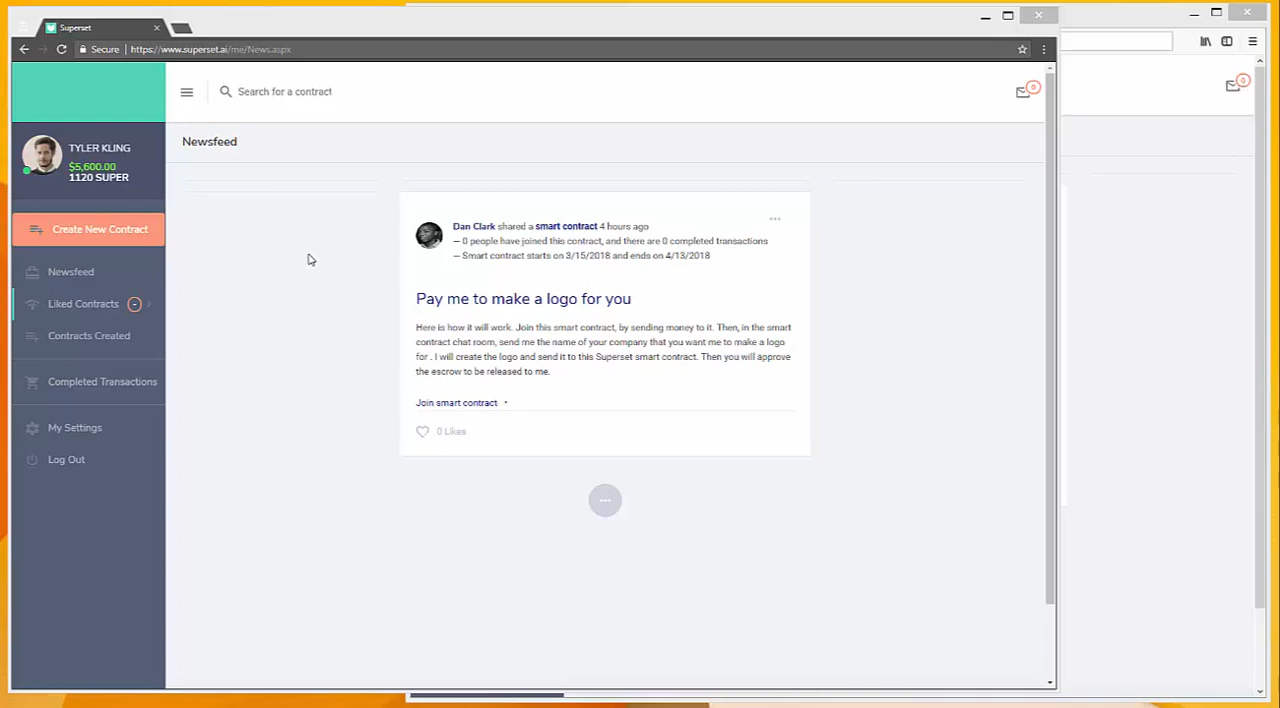 Superset
Secure
https://www.superset.ai/me/News.aspx
Search for a contract
0
0
TYLER KLING
$5,600.00
1120 SUPER
Newsfeed
Create New Contract
Newsfeed
Liked Contracts -
Contracts Created
Completed Transactions
My Settings
Log Out
Dan Clark shared a smart contract 4 hours ago
— 0 people have joined this contract, and there are 0 completed transactions
— Smart contract starts on 3/15/2018 and ends on 4/13/2018
Pay me to make a logo for you
Here is how it will work. Join this smart contract, by sending money to it. Then, in the smart
contract chat room, send me the name of your company that you want me to make a logo
for . I will create the logo and send it to this Superset smart contract. Then you will approve
the escrow to be released to me.
Join smart contract
0 Likes